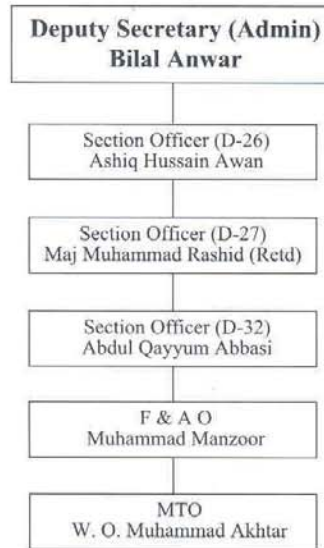 Deputy Secretary (Admin)
Bilal Anwar
Section Officer (D-26)
Ashiq Hussain Awan
Section Officer (D-27)
Maj Muhammad Rashid (Retd)
Section Officer (D-32)
Abdul Qayyum Abbasi
F & A O
Muhammad Manzoor
MTO
W. O. Muhammad Akhtar